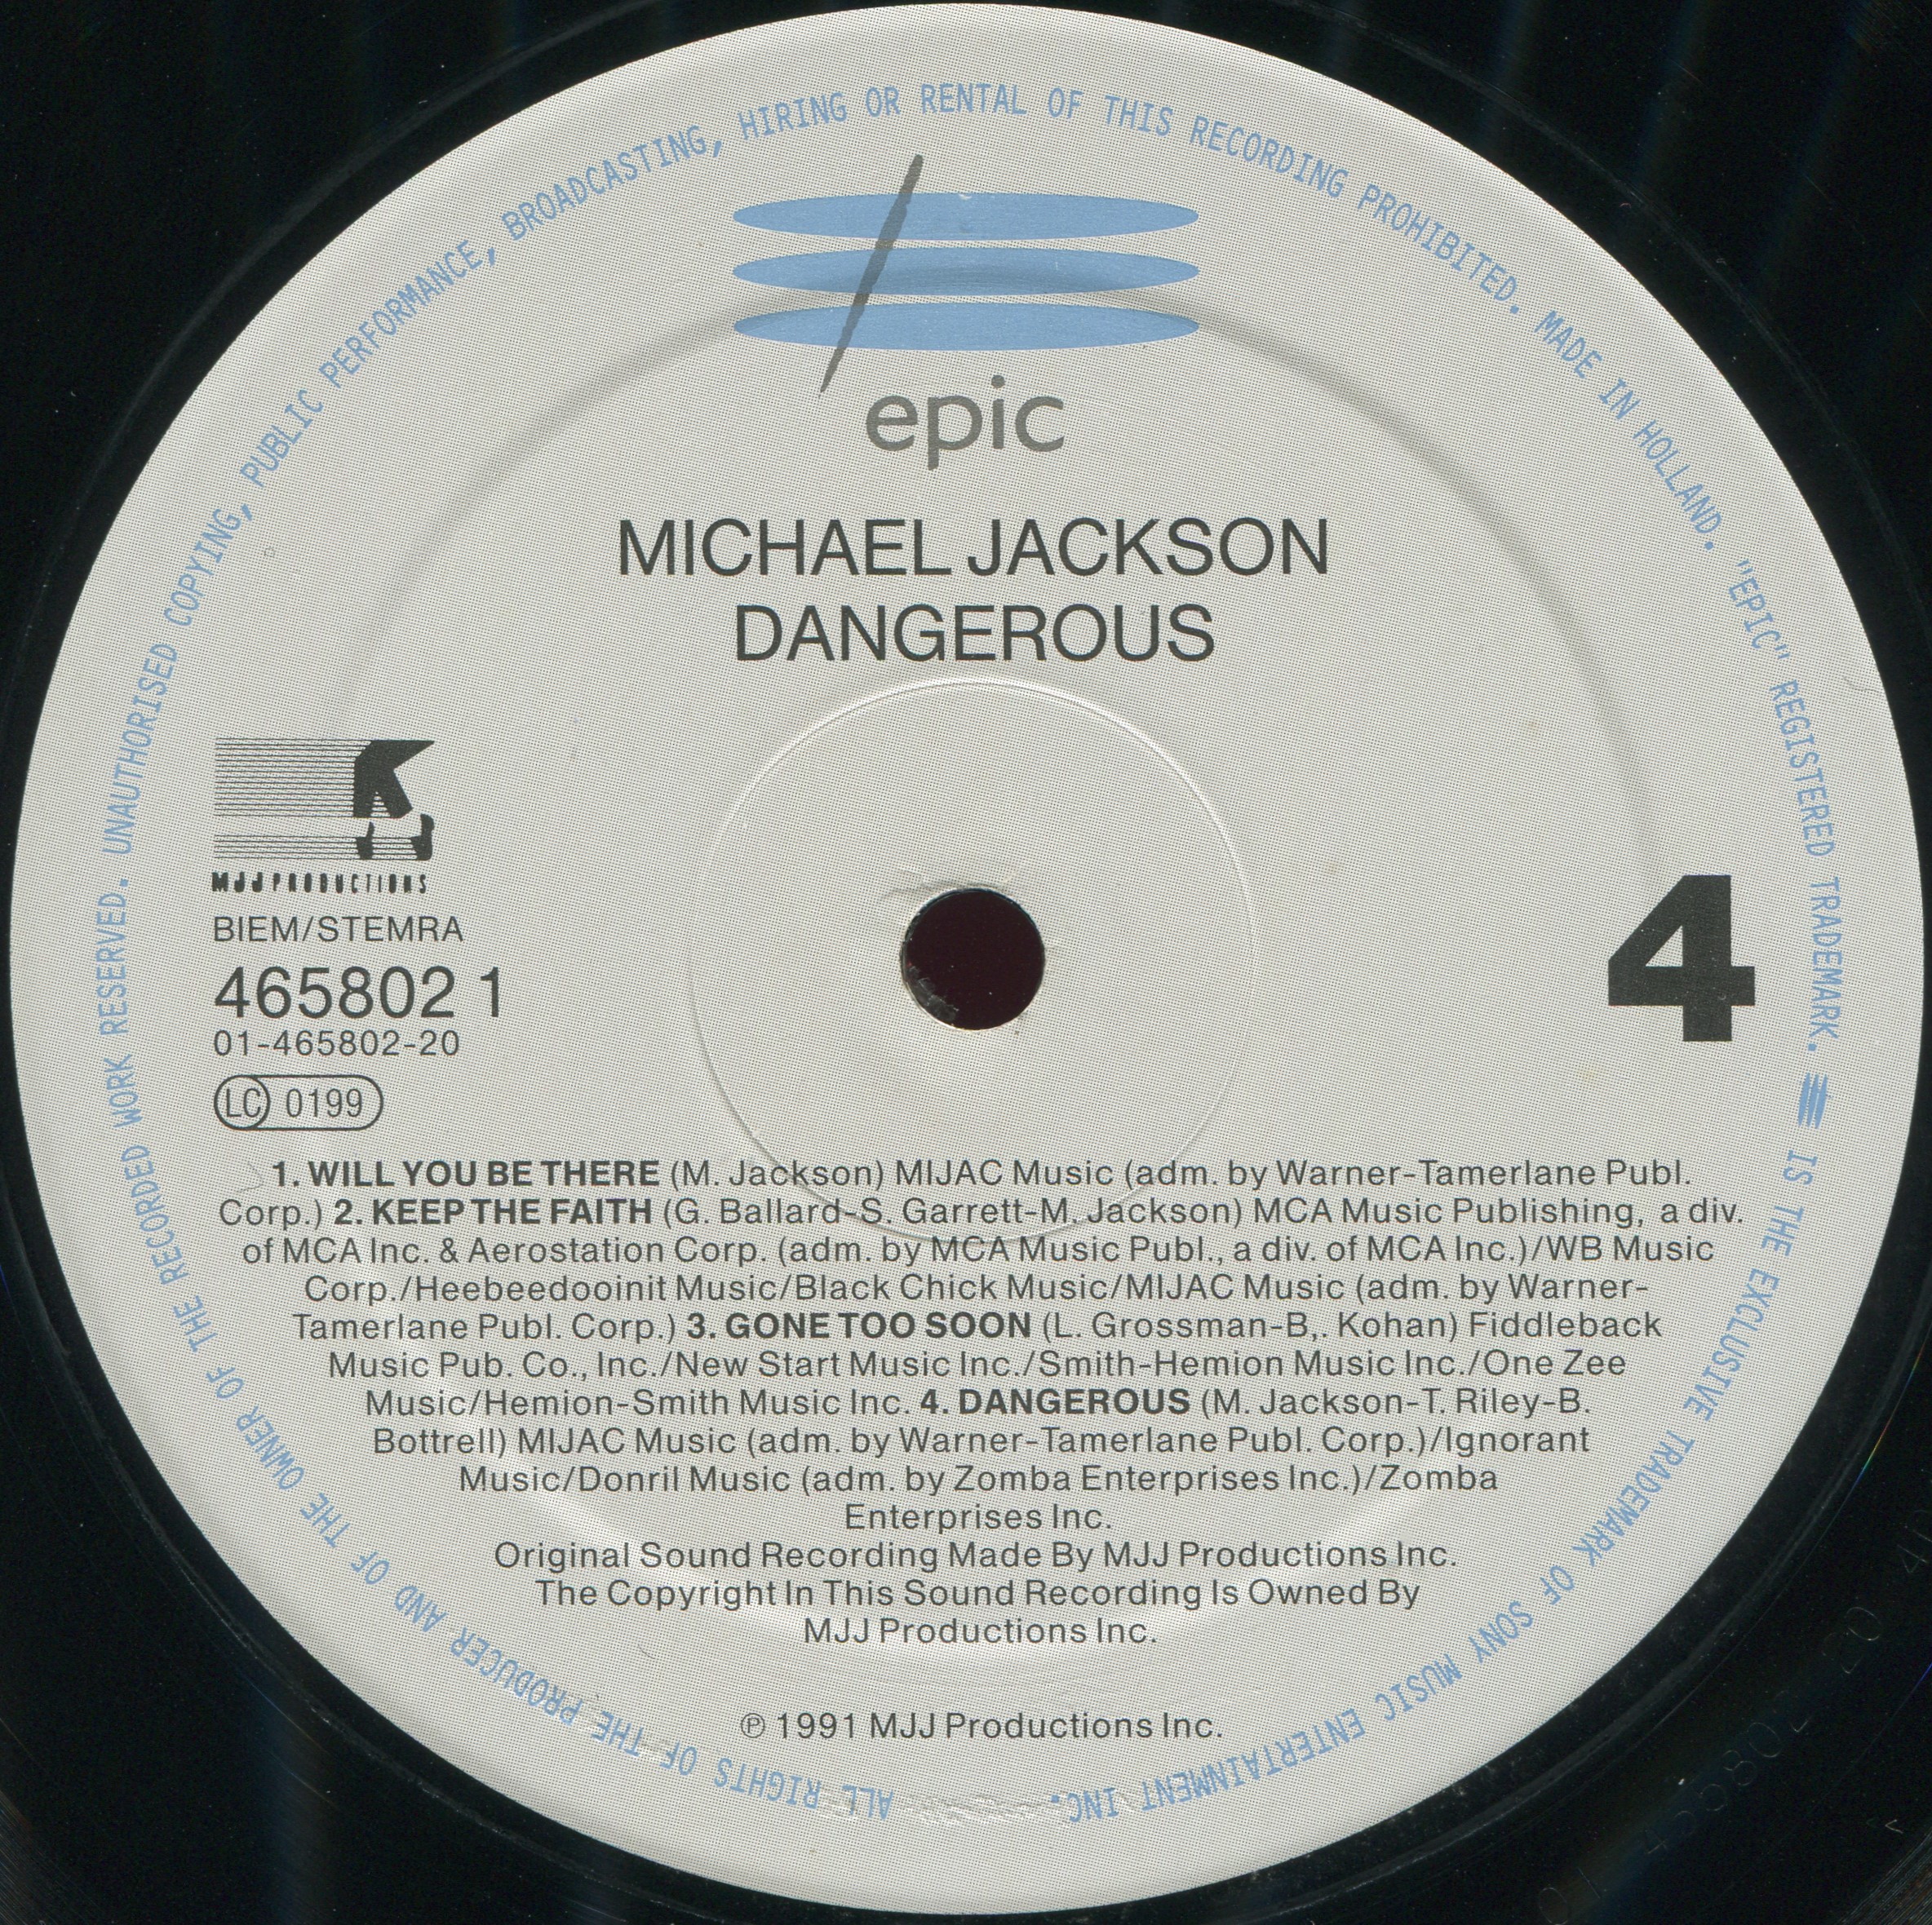 ALL RIGHTS OF THE PRODUCER AND OF THE OWNER OF THE RECORDED WORK RESERVED. UNAUTHORISED COPYING, PUBLIC PERFORMANCE, BROADCASTING, HIRING OR RENTAL OF THIS RECORDING PROHIBITED. MADE IN HOLLAND. "EPIC" REGISTERED TRADEMARK. IS THE EXCLUSIVE TRADEMARK OF SONY MUSIC ENTERTAINMENT INC.
epic
MICHAEL JACKSON
DANGEROUS
MJJ PRODUCTIONS
BIEM/STEMRA
465802 1
01-465802-20
LC 0199
4
1. WILL YOU BE THERE (M. Jackson) MIJAC Music (adm. by Warner-Tamerlane Publ.
Corp.) 2. KEEP THE FAITH (G. Ballard-S. Garrett-M. Jackson) MCA Music Publishing, a div.
of MCA Inc. & Aerostation Corp. (adm. by MCA Music Publ., a div. of MCA Inc.)/WB Music
Corp./Heebeedooinit Music/Black Chick Music/MIJAC Music (adm. by Warner-
Tamerlane Publ. Corp.) 3. GONE TOO SOON (L. Grossman-B,. Kohan) Fiddleback
Music Pub. Co., Inc./New Start Music Inc./Smith-Hemion Music Inc./One Zee
Music/Hemion-Smith Music Inc. 4. DANGEROUS (M. Jackson-T. Riley-B.
Bottrell) MIJAC Music (adm. by Warner-Tamerlane Publ. Corp.)/Ignorant
Music/Donril Music (adm. by Zomba Enterprises Inc.)/Zomba
Enterprises Inc.
Original Sound Recording Made By MJJ Productions Inc.
The Copyright In This Sound Recording Is Owned By
MJJ Productions Inc.
℗ 1991 MJJ Productions Inc.